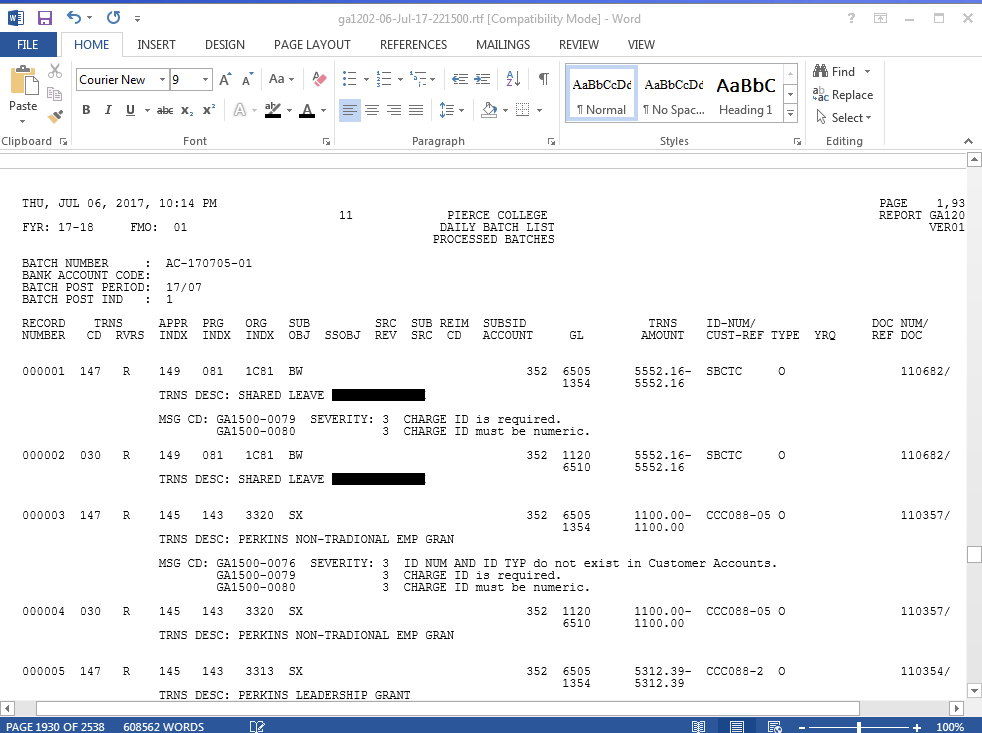 ga1202-06-Jul-17-221500.rtf [Compatibility Mode] - Word
FILE HOME INSERT DESIGN PAGE LAYOUT REFERENCES MAILINGS REVIEW VIEW
Paste Courier New 9 A A Aa A AaBbCcDd AaBbCcDd AaBbC Find
B I U abc x₂ x² A A ¶ Normal ¶ No Spac... Heading 1 Replace
Select
Clipboard Font Paragraph Styles Editing
THU, JUL 06, 2017, 10:14 PM PAGE 1,93
11 PIERCE COLLEGE REPORT GA120
FYR: 17-18 FMO: 01 DAILY BATCH LIST VER01
PROCESSED BATCHES
BATCH NUMBER : AC-170705-01
BANK ACCOUNT CODE:
BATCH POST PERIOD: 17/07
BATCH POST IND : 1
RECORD TRNS APPR PRG ORG SUB SRC SUB REIM SUBSID TRNS ID-NUM/ DOC NUM/
NUMBER CD RVRS INDX INDX INDX OBJ SSOBJ REV SRC CD ACCOUNT GL AMOUNT CUST-REF TYPE YRQ REF DOC
000001 147 R 149 081 1C81 BW 352 6505 5552.16- SBCTC O 110682/
1354 5552.16
TRNS DESC: SHARED LEAVE
MSG CD: GA1500-0079 SEVERITY: 3 CHARGE ID is required.
GA1500-0080 3 CHARGE ID must be numeric.
000002 030 R 149 081 1C81 BW 352 1120 5552.16- SBCTC O 110682/
6510 5552.16
TRNS DESC: SHARED LEAVE
000003 147 R 145 143 3320 SX 352 6505 1100.00- CCC088-05 O 110357/
1354 1100.00
TRNS DESC: PERKINS NON-TRADIONAL EMP GRAN
MSG CD: GA1500-0076 SEVERITY: 3 ID NUM AND ID TYP do not exist in Customer Accounts.
GA1500-0079 3 CHARGE ID is required.
GA1500-0080 3 CHARGE ID must be numeric.
000004 030 R 145 143 3320 SX 352 1120 1100.00- CCC088-05 O 110357/
6510 1100.00
TRNS DESC: PERKINS NON-TRADIONAL EMP GRAN
000005 147 R 145 143 3313 SX 352 6505 5312.39- CCC088-2 O 110354/
1354 5312.39
TRNS DESC: PERKINS LEADERSHIP GRANT
PAGE 1930 OF 2538 608562 WORDS 100%